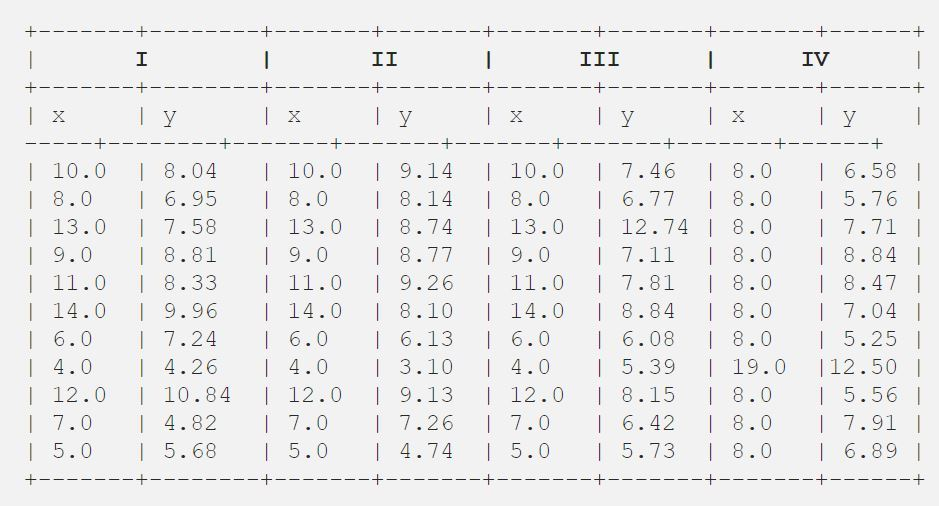 +-------+--------+-------+-------+-------+-------+-------+------+
| I | II | III | IV |
+-------+--------+-------+-------+-------+-------+-------+------+
| x | y | x | y | x | y | x | y |
-----+--------+-------+-------+-------+-------+-------+------+
| 10.0 | 8.04 | 10.0 | 9.14 | 10.0 | 7.46 | 8.0 | 6.58 |
| 8.0 | 6.95 | 8.0 | 8.14 | 8.0 | 6.77 | 8.0 | 5.76 |
| 13.0 | 7.58 | 13.0 | 8.74 | 13.0 | 12.74 | 8.0 | 7.71 |
| 9.0 | 8.81 | 9.0 | 8.77 | 9.0 | 7.11 | 8.0 | 8.84 |
| 11.0 | 8.33 | 11.0 | 9.26 | 11.0 | 7.81 | 8.0 | 8.47 |
| 14.0 | 9.96 | 14.0 | 8.10 | 14.0 | 8.84 | 8.0 | 7.04 |
| 6.0 | 7.24 | 6.0 | 6.13 | 6.0 | 6.08 | 8.0 | 5.25 |
| 4.0 | 4.26 | 4.0 | 3.10 | 4.0 | 5.39 | 19.0 |12.50 |
| 12.0 | 10.84 | 12.0 | 9.13 | 12.0 | 8.15 | 8.0 | 5.56 |
| 7.0 | 4.82 | 7.0 | 7.26 | 7.0 | 6.42 | 8.0 | 7.91 |
| 5.0 | 5.68 | 5.0 | 4.74 | 5.0 | 5.73 | 8.0 | 6.89 |
+-------+--------+-------+-------+-------+-------+-------+------+